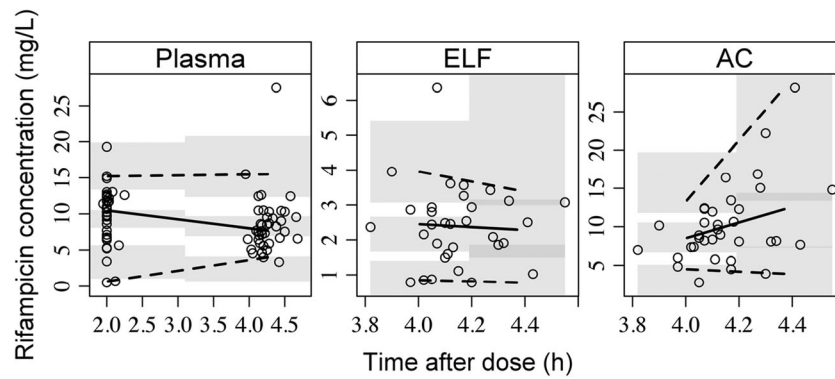 Rifampicin concentration (mg/L)
Plasma
ELF
AC
25
20
15
10
5
0
6
5
4
3
2
1
25
20
15
10
5
2.0 2.5 3.0 3.5 4.0 4.5
3.8 4.0 4.2 4.4
3.8 4.0 4.2 4.4
Time after dose (h)